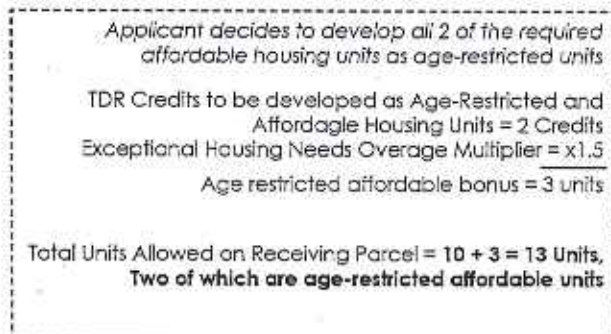 Applicant decides to develop all 2 of the required
affordable housing units as age-restricted units
TDR Credits to be developed as Age-Restricted and
Affordagle Housing Units = 2 Credits
Exceptional Housing Needs Overage Multiplier = x1.5
Age restricted affordable bonus = 3 units
Total Units Allowed on Receiving Parcel = 10 + 3 = 13 Units,
Two of which are age-restricted affordable units